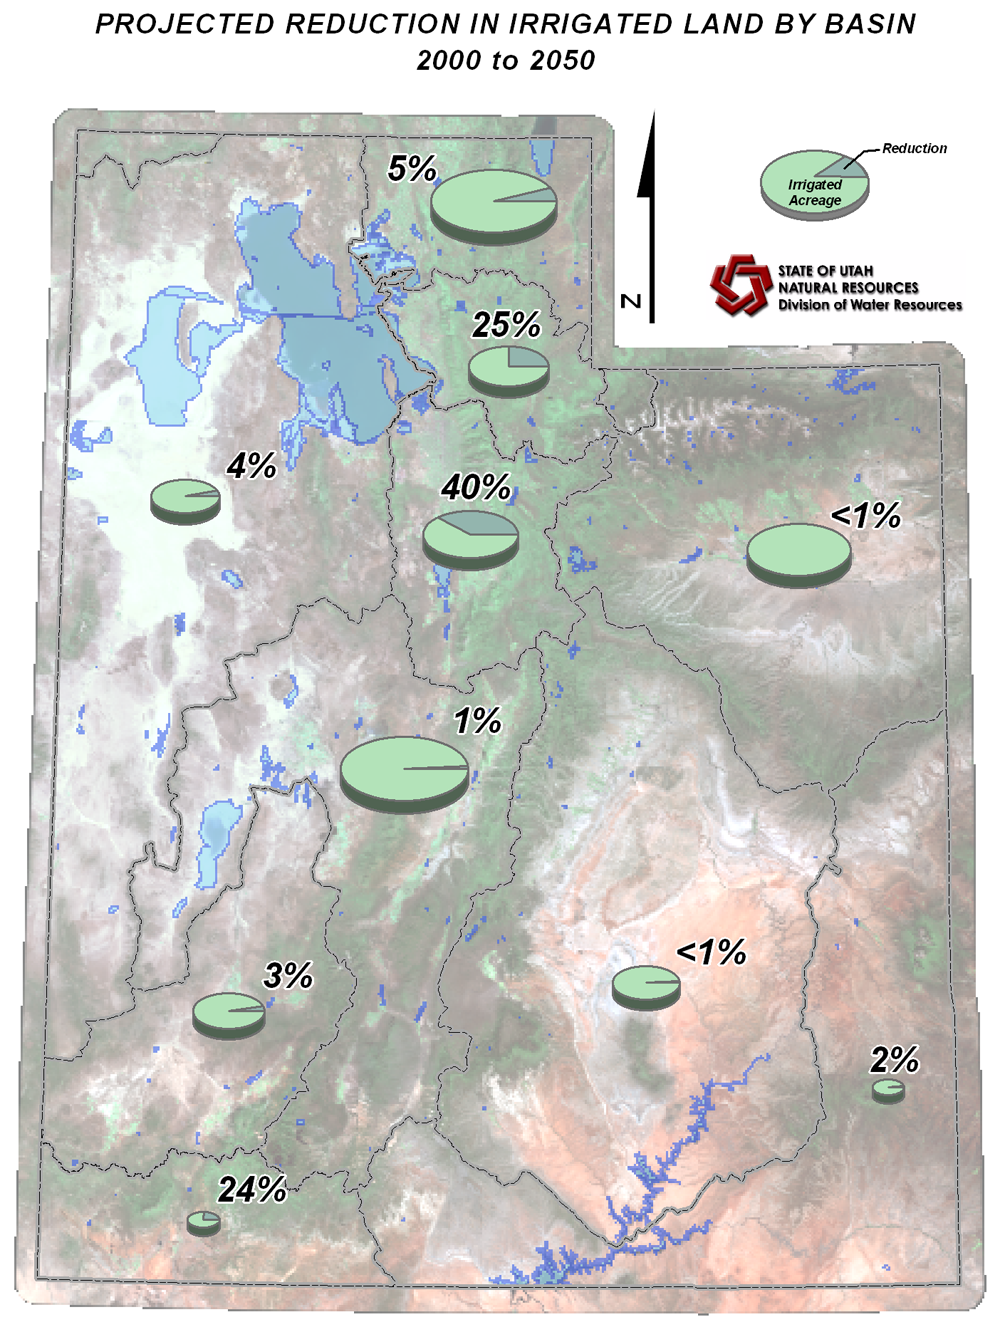 PROJECTED REDUCTION IN IRRIGATED LAND BY BASIN
2000 to 2050
Reduction
Irrigated
Acreage
STATE OF UTAH
NATURAL RESOURCES
Division of Water Resources
N
5%
25%
4%
40%
<1%
1%
<1%
3%
2%
24%